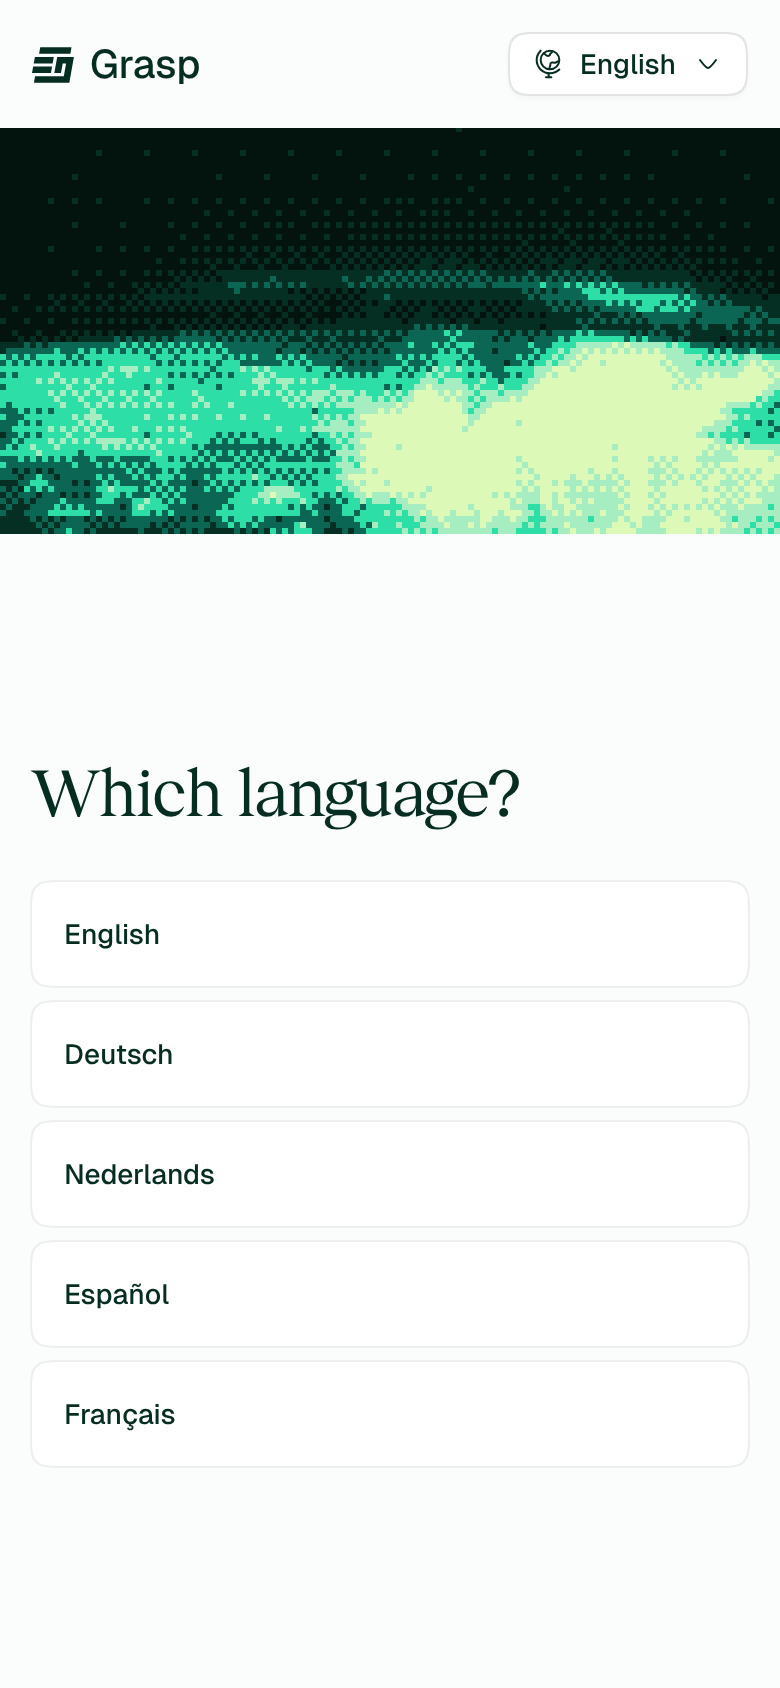 Grasp
English
Which language?
English
Deutsch
Nederlands
Español
Français